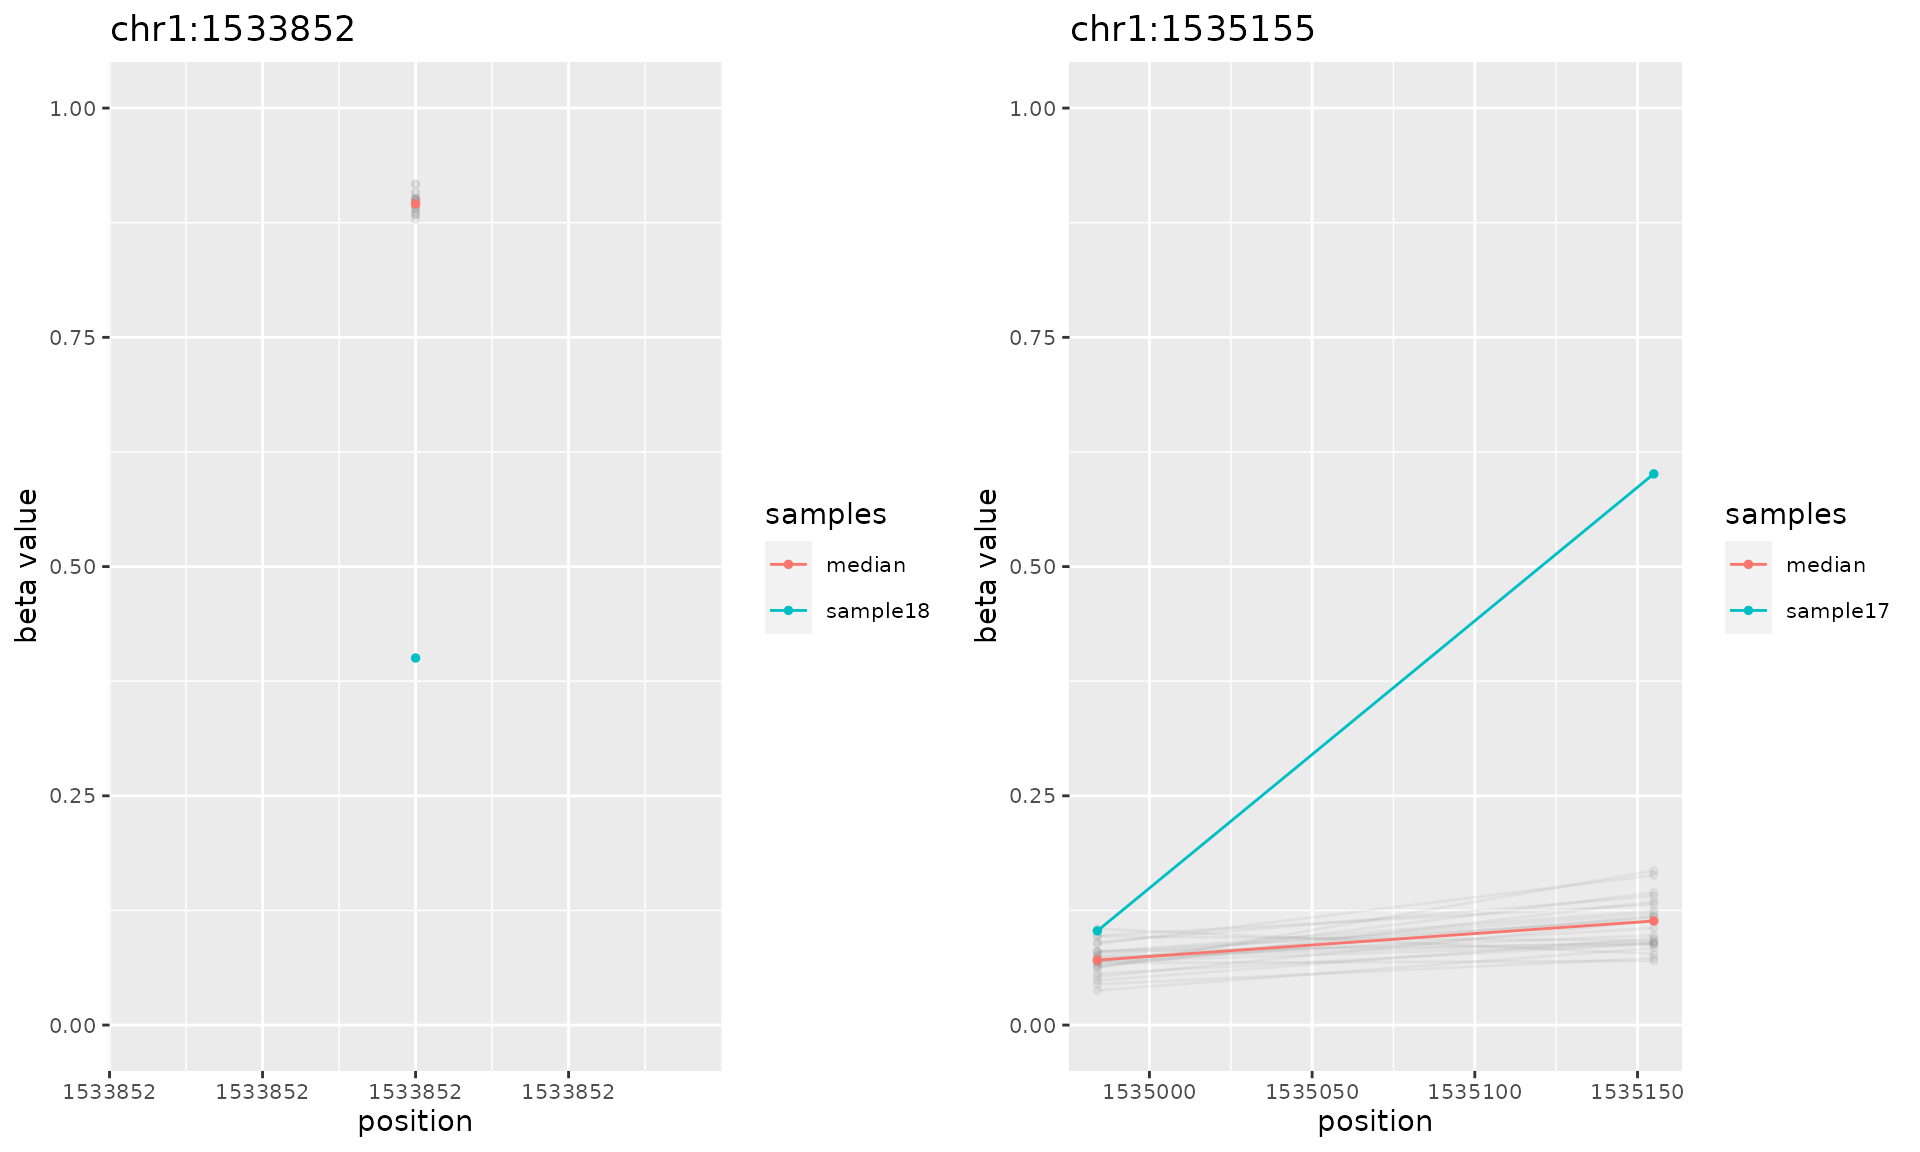 chr1:1533852
1.00
0.75
0.50
0.25
0.00
beta value
1533852 1533852 1533852 1533852
position
samples
median
sample18
chr1:1535155
1.00
0.75
0.50
0.25
0.00
beta value
1535000 1535050 1535100 1535150
position
samples
median
sample17